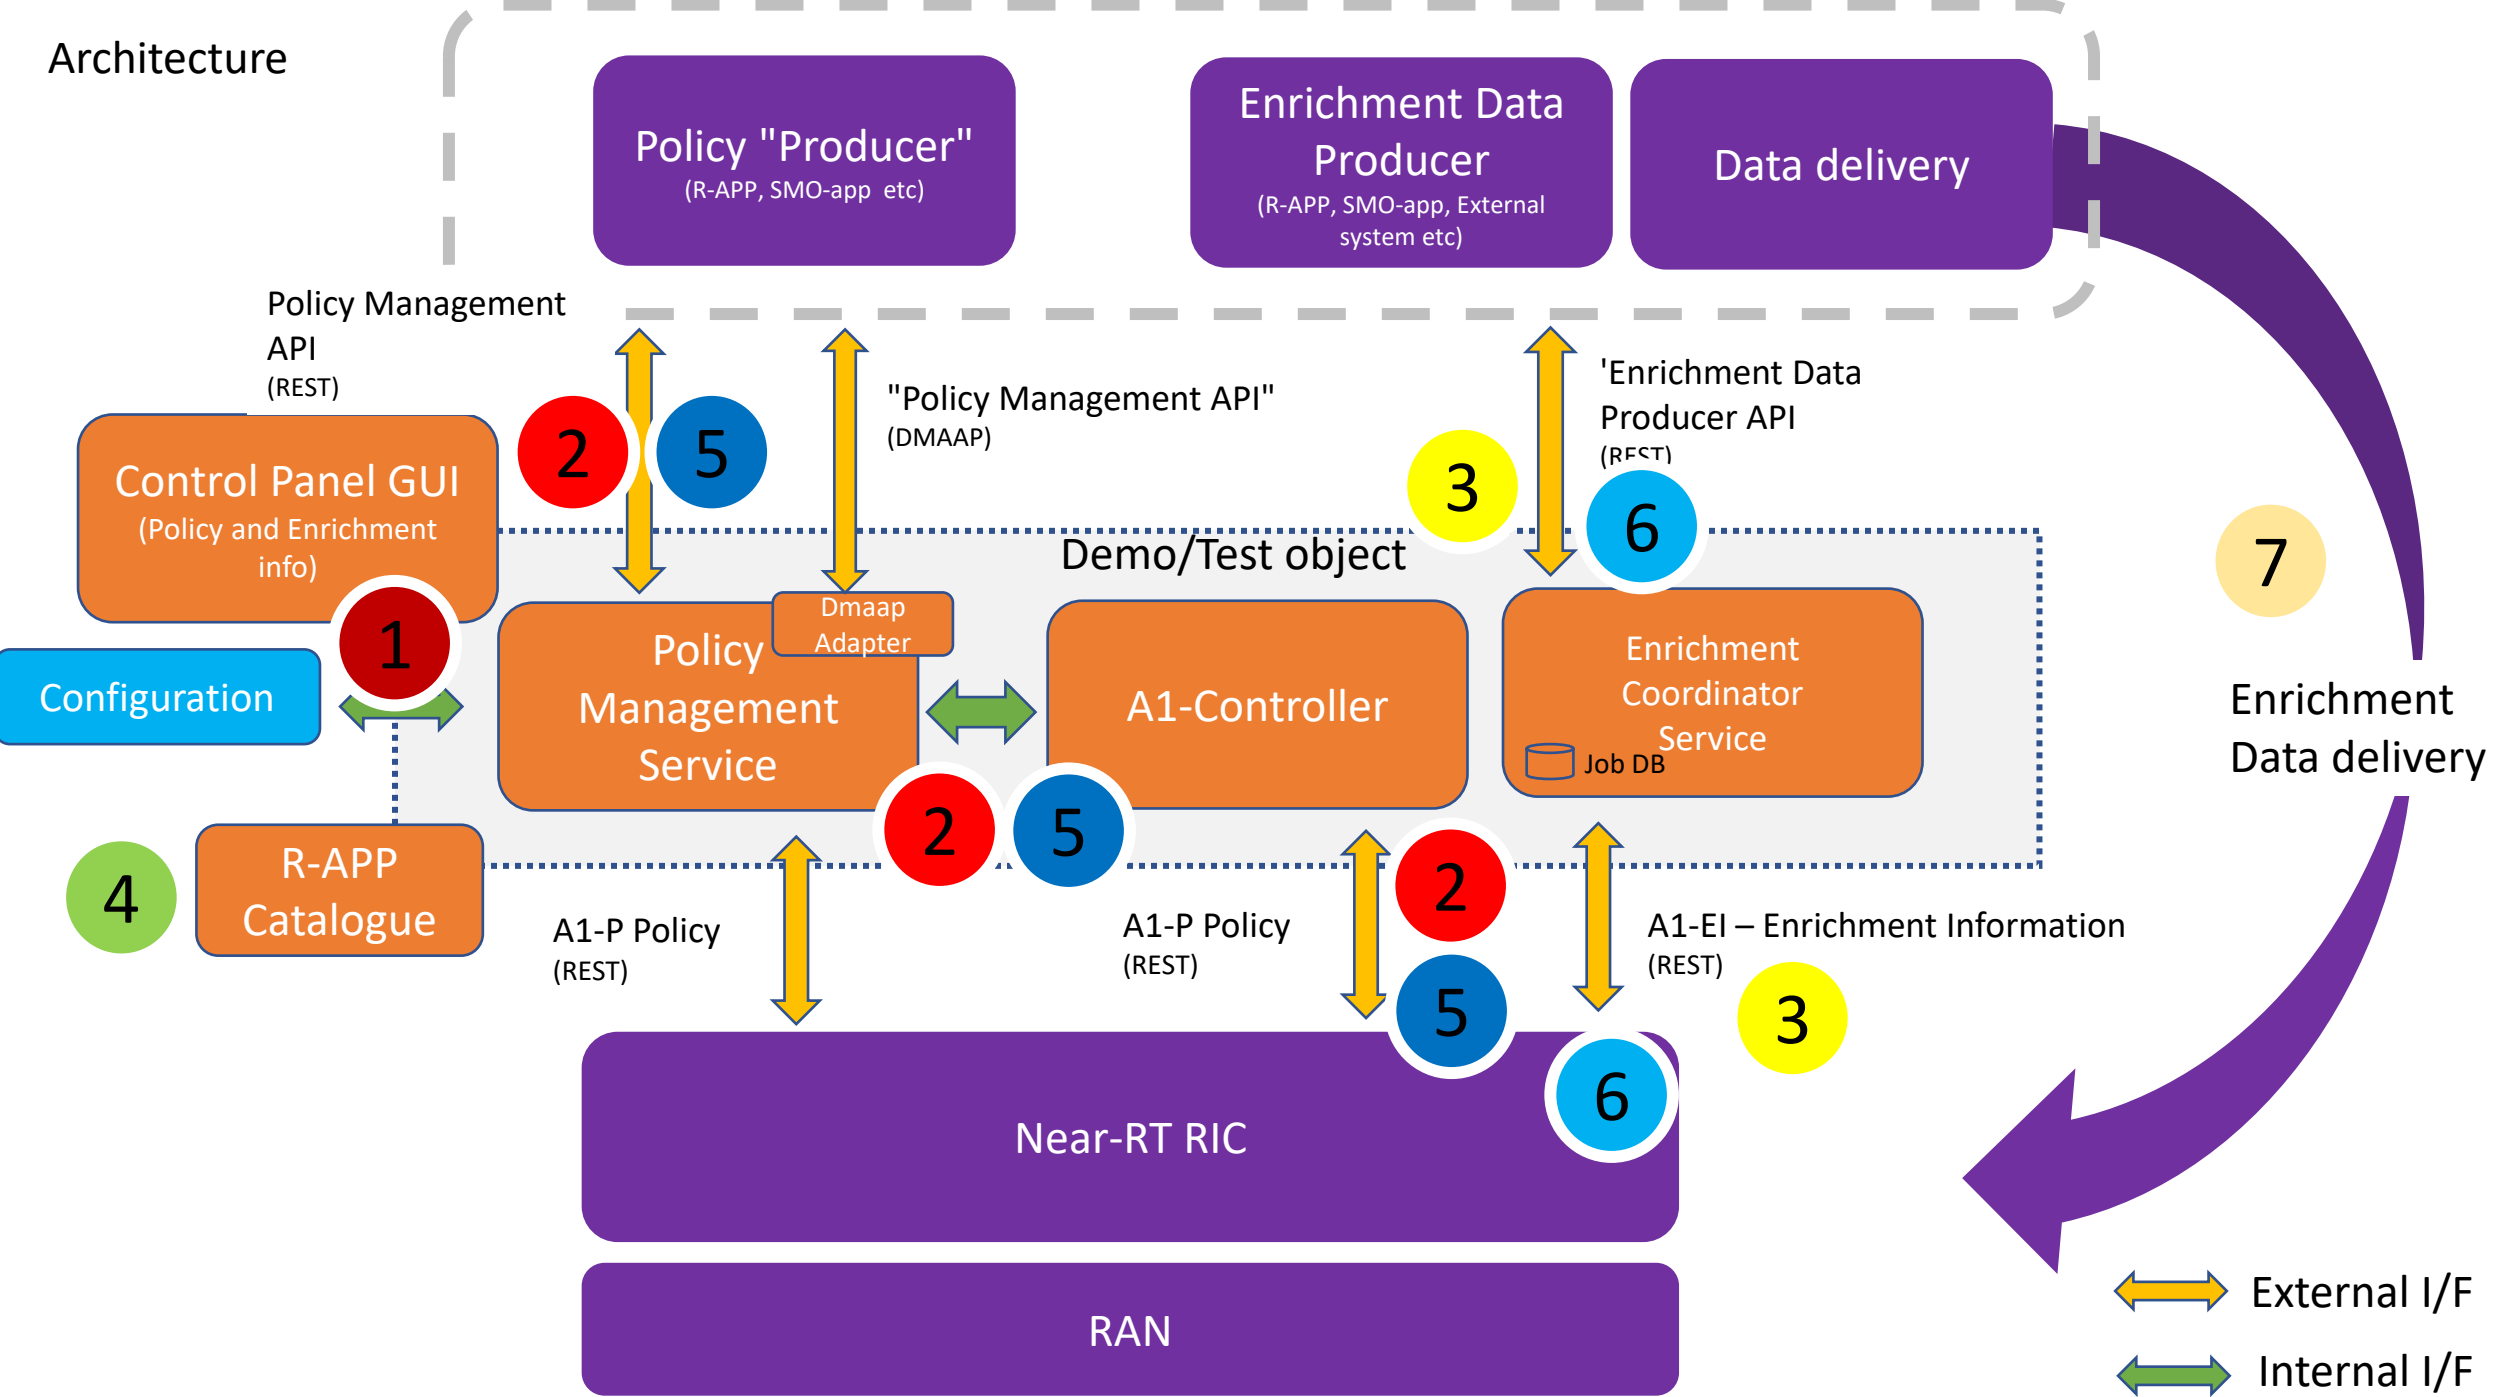 Architecture
Policy "Producer"
(R-APP, SMO-app  etc)
Enrichment Data
Producer
(R-APP, SMO-app, External
system etc)
Data delivery
Policy Management
API
(REST)
"Policy Management API"
(DMAAP)
'Enrichment Data
Producer API
(REST)
2
5
3
6
7
Control Panel GUI
(Policy and Enrichment
info)
1
Configuration
Demo/Test object
Dmaap
Adapter
Policy
Management
Service
A1-Controller
Enrichment
Coordinator
Service
Job DB
Enrichment
Data delivery
2
5
4
R-APP
Catalogue
A1-P Policy
(REST)
A1-P Policy
(REST)
2
5
A1-EI – Enrichment Information
(REST)
3
6
Near-RT RIC
RAN
External I/F
Internal I/F